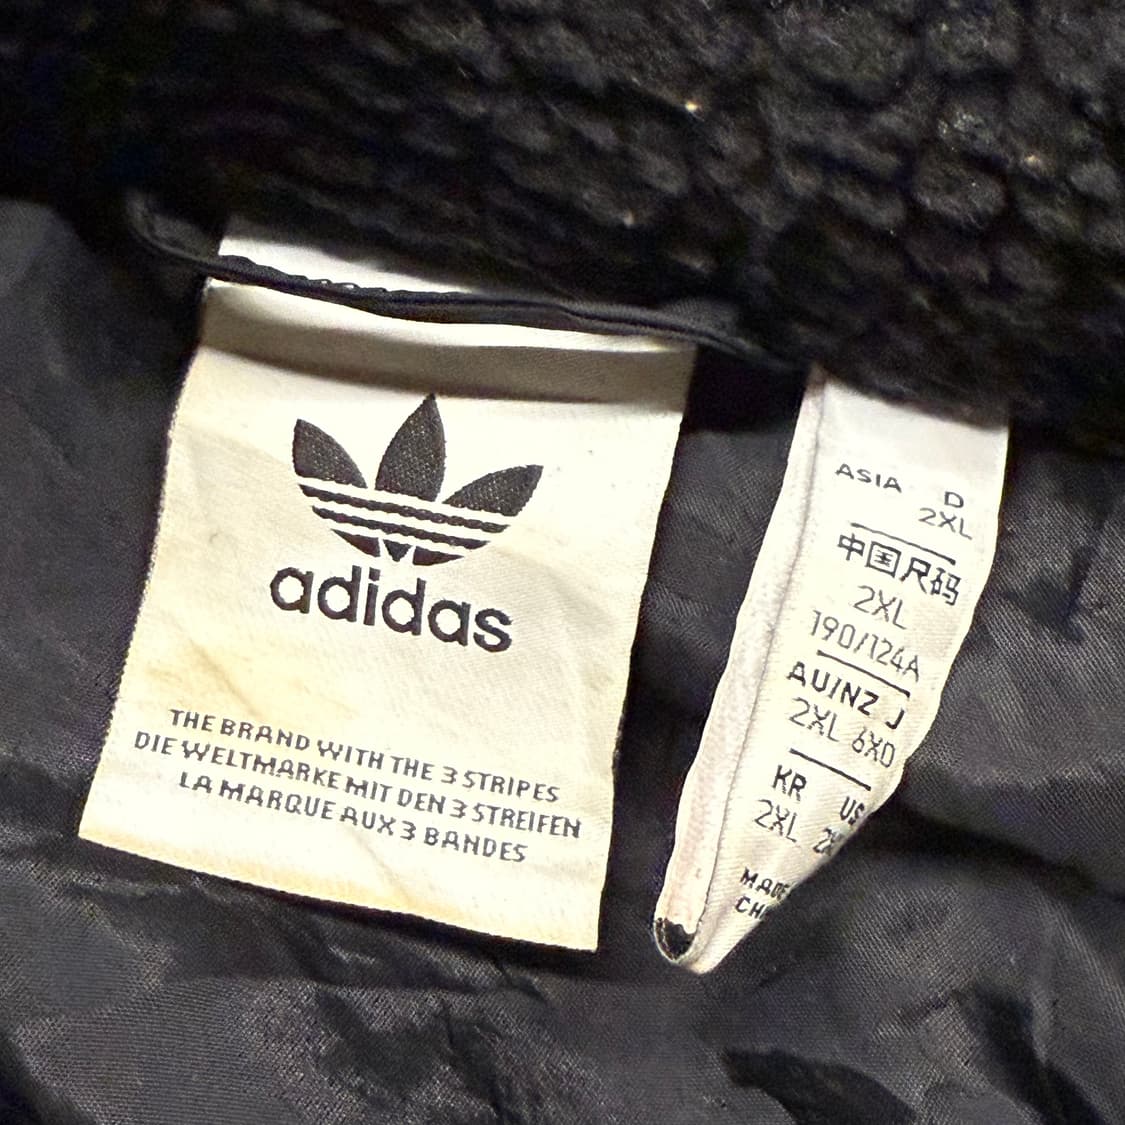 adidas
THE BRAND WITH THE 3 STRIPES
DIE WELTMARKE MIT DEN 3 STREIFEN
LA MARQUE AUX 3 BANDES
ASIA D
2XL
中国尺码
2XL
190/124A
AU/NZ J
2XL 6XO
KR US
2XL